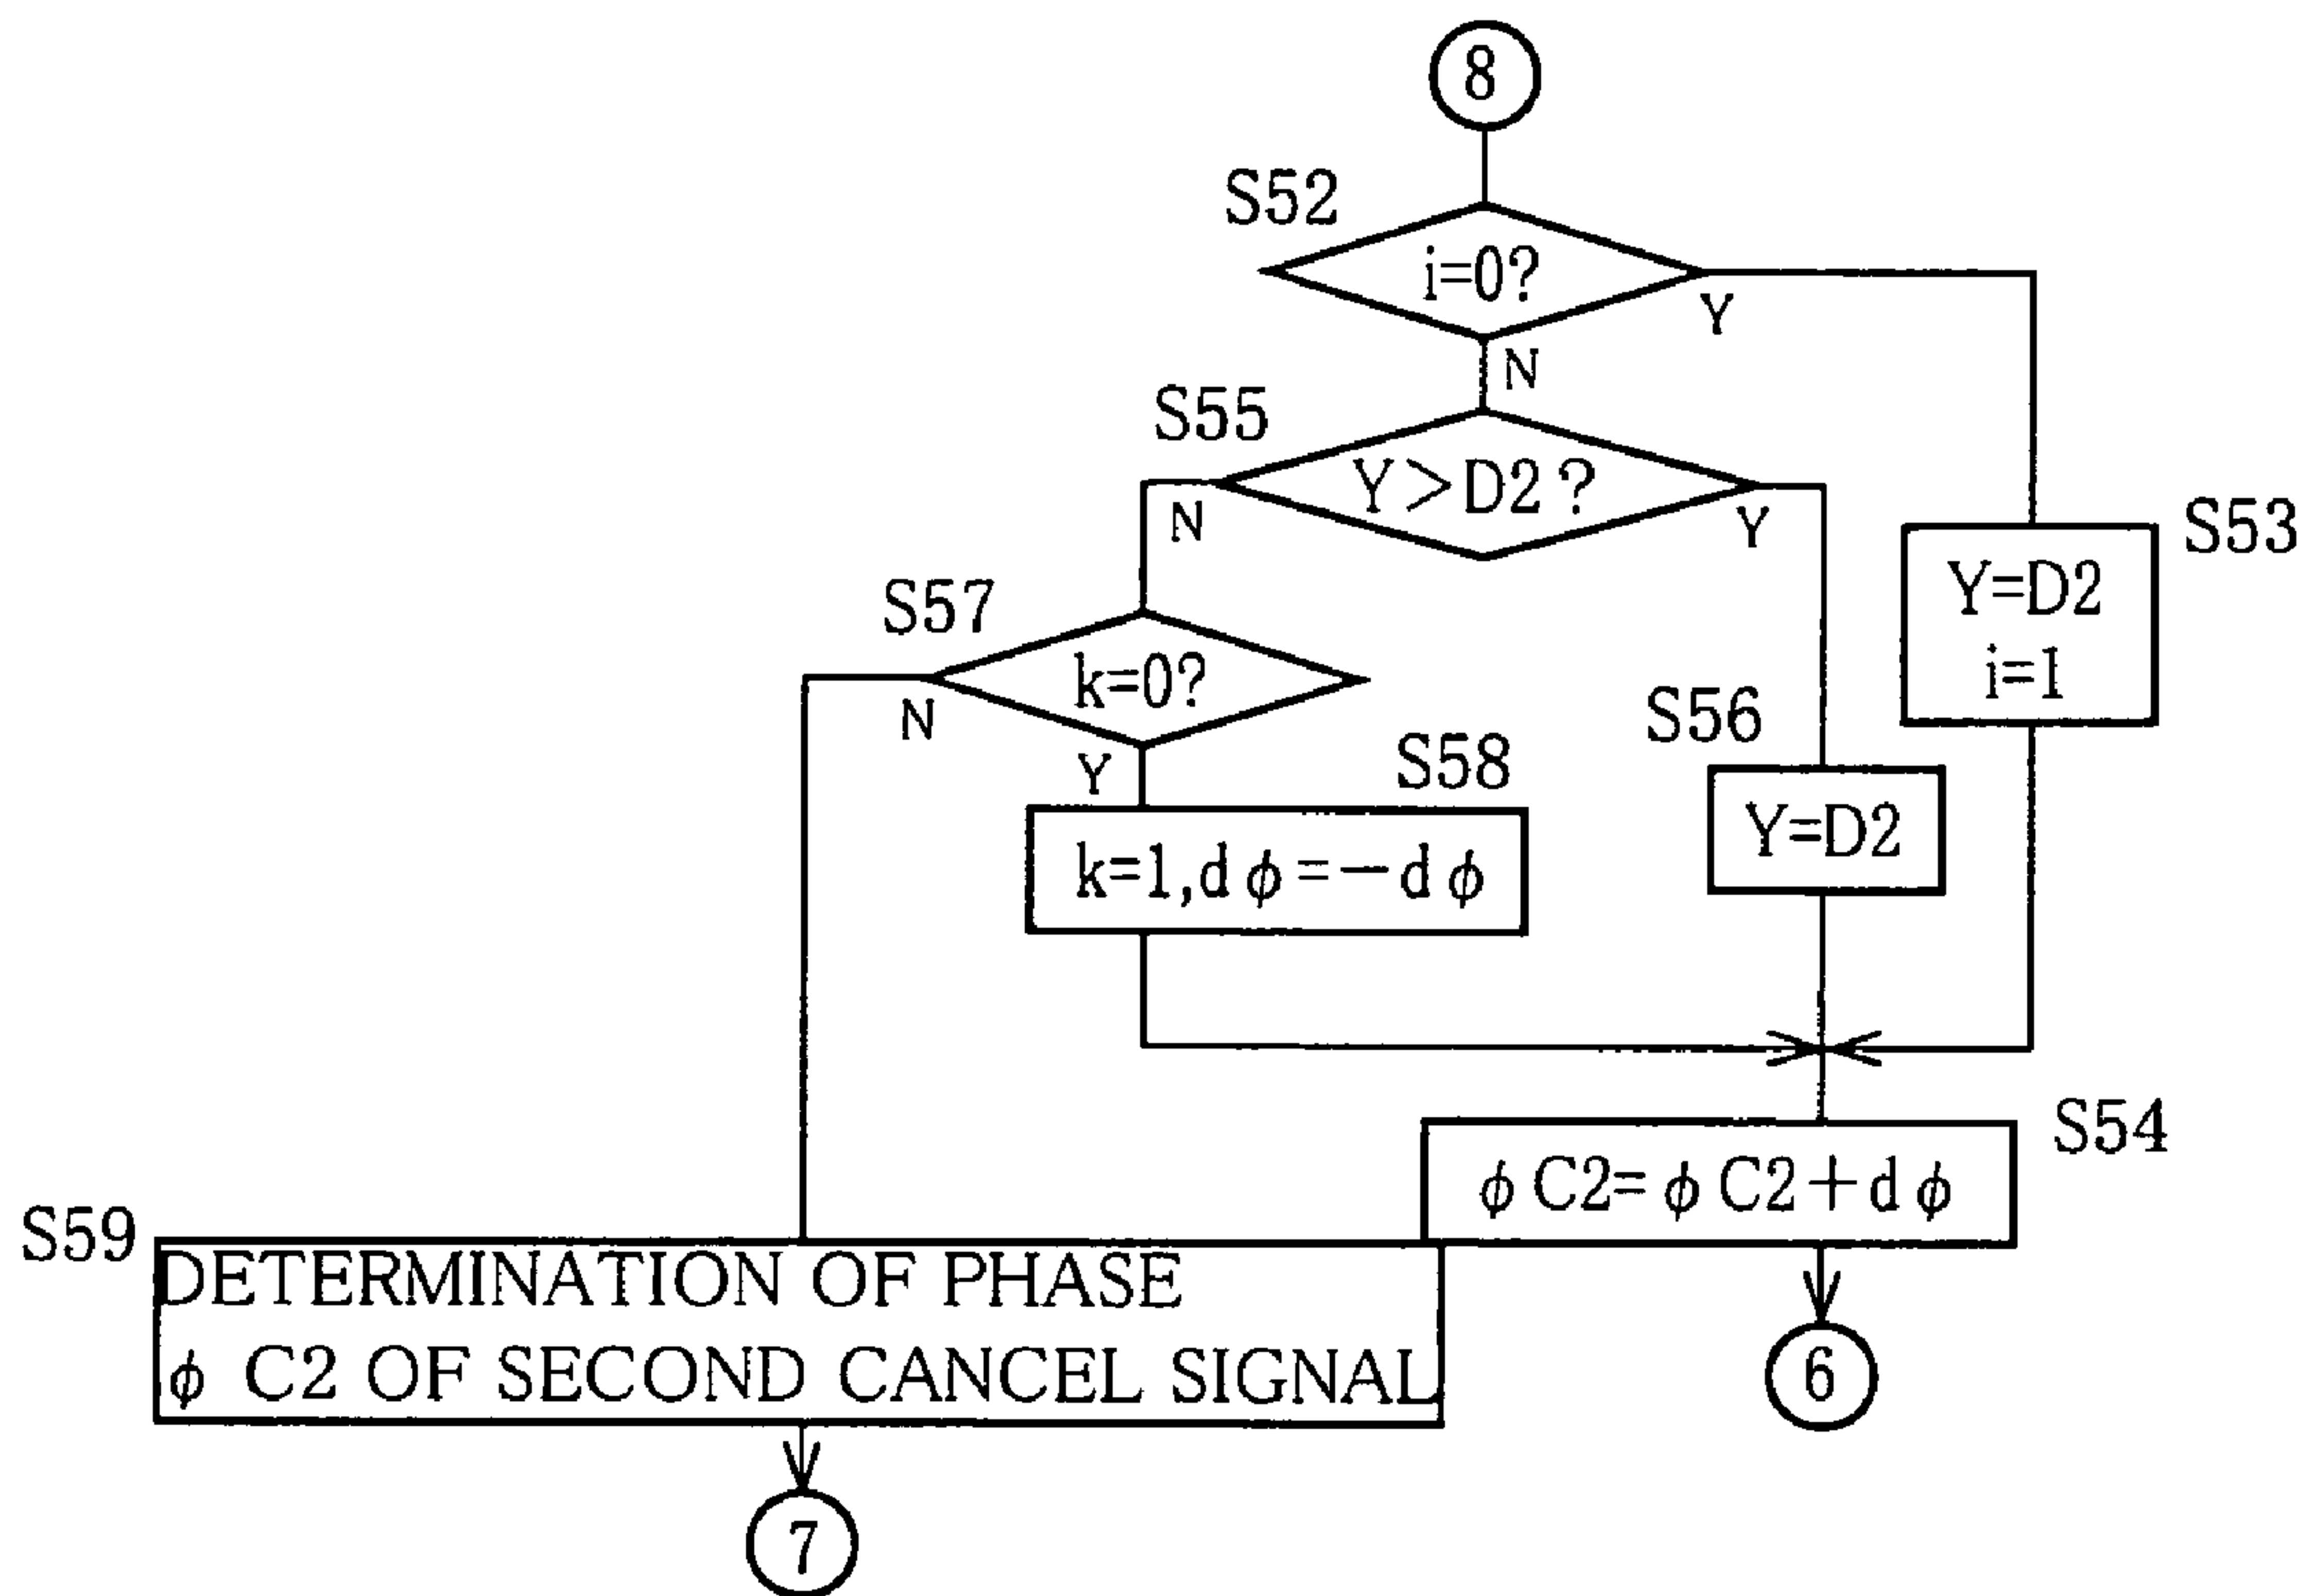 8
S52
i=0?
Y
N
S55
Y>D2?
N
Y
S53
Y=D2
i=1
S57
k=0?
N
Y
S56
Y=D2
S58
k=1,dϕ=−dϕ
S54
ϕC2=ϕC2+dϕ
S59
DETERMINATION OF PHASE
ϕ C2 OF SECOND CANCEL SIGNAL
6
7